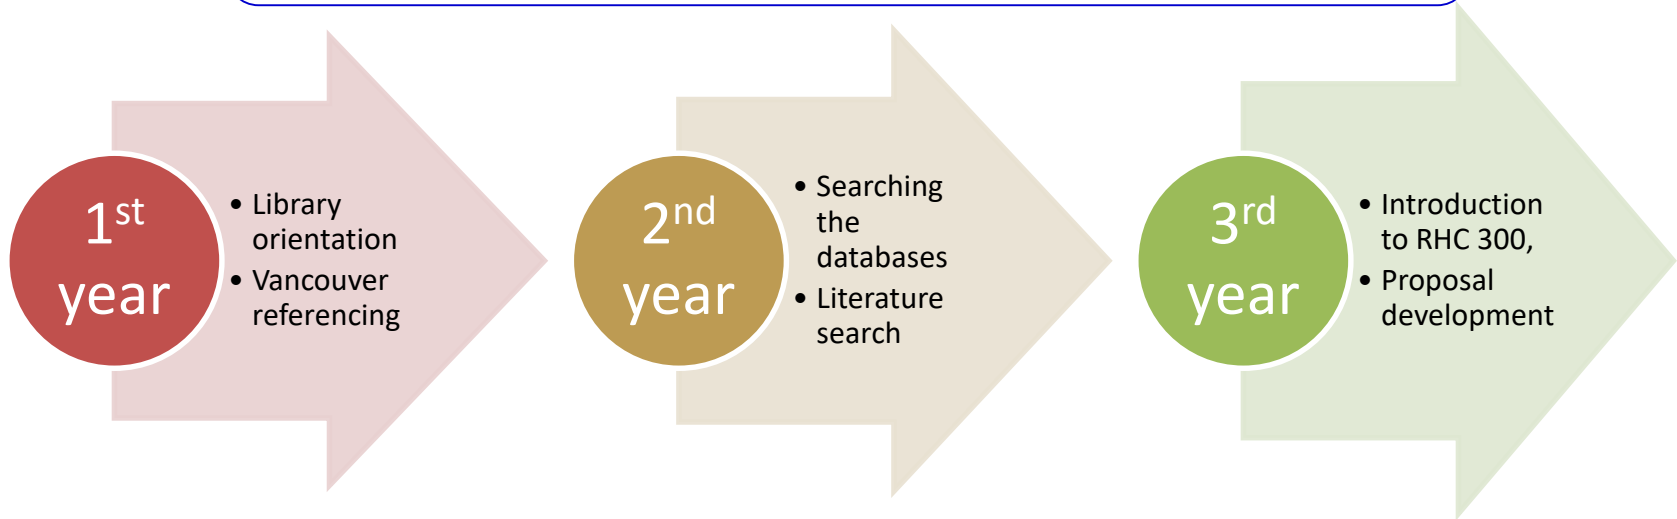 1st
year
• Library
orientation
• Vancouver
referencing
2nd
year
• Searching
the
databases
• Literature
search
3rd
year
• Introduction
to RHC 300,
• Proposal
development